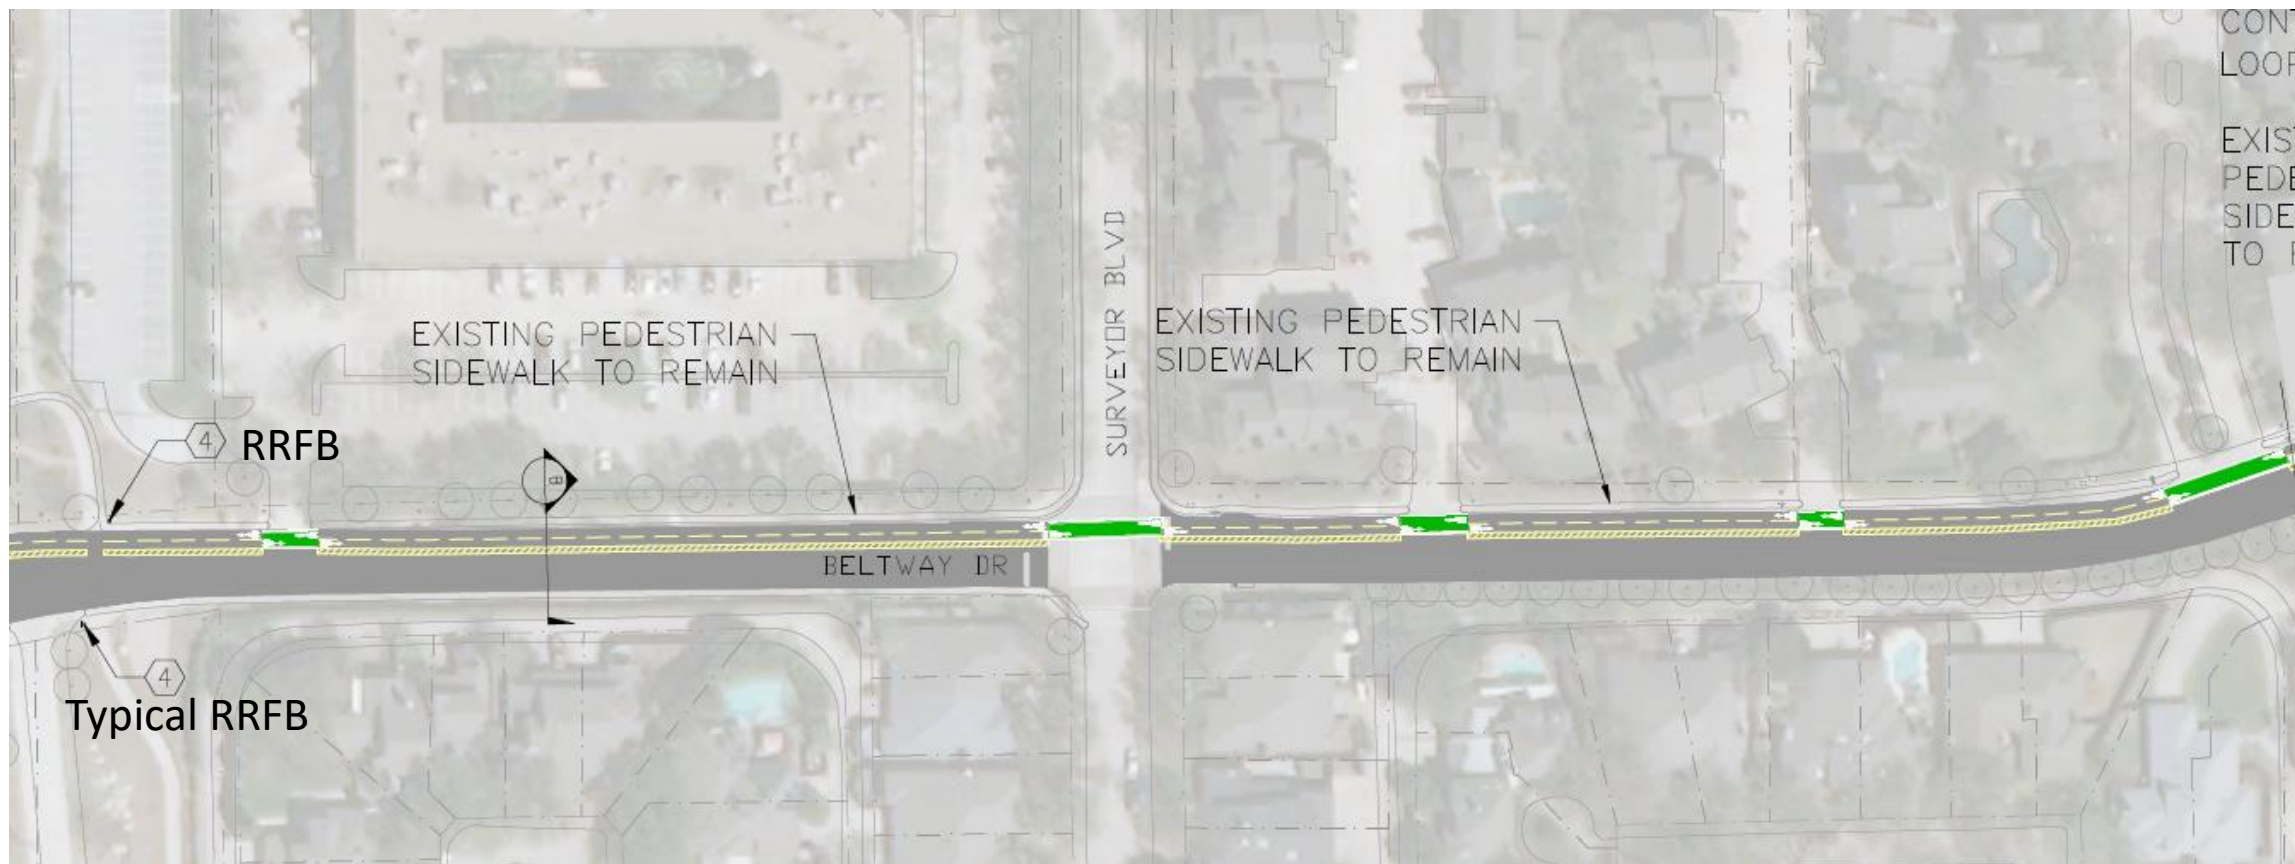 CONT
LOOP
EXIS
PEDE
SIDE
TO
EXISTING PEDESTRIAN
SIDEWALK TO REMAIN
SURVEYOR BLVD
EXISTING PEDESTRIAN
SIDEWALK TO REMAIN
4 RRFB
B
BELTWAY DR
4
Typical RRFB